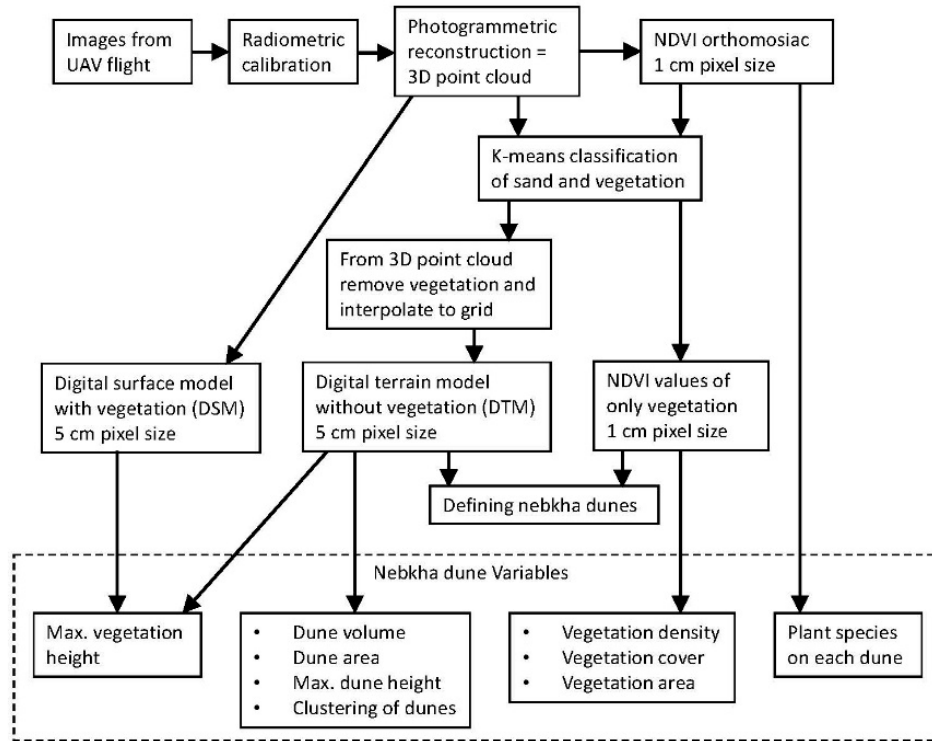 Images from
UAV flight
Radiometric
calibration
Photogrammetric
reconstruction =
3D point cloud
NDVI orthomosiac
1 cm pixel size
K-means classification
of sand and vegetation
From 3D point cloud
remove vegetation and
interpolate to grid
Digital surface model
with vegetation (DSM)
5 cm pixel size
Digital terrain model
without vegetation (DTM)
5 cm pixel size
NDVI values of
only vegetation
1 cm pixel size
Defining nebkha dunes
Nebkha dune Variables
Max. vegetation
height
• Dune volume
• Dune area
• Max. dune height
• Clustering of dunes
• Vegetation density
• Vegetation cover
• Vegetation area
Plant species
on each dune